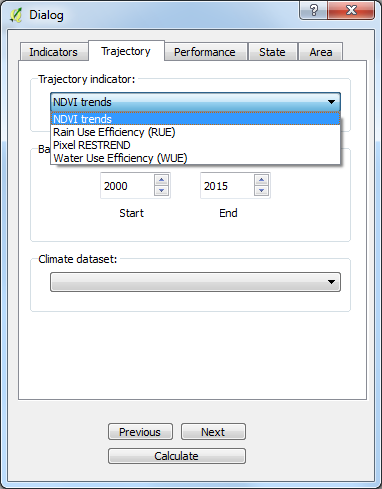 Dialog
Indicators Trajectory Performance State Area
Trajectory indicator:
NDVI trends
NDVI trends
Rain Use Efficiency (RUE)
Pixel RESTREND
Water Use Efficiency (WUE)
Ba
2000 2015
Start End
Climate dataset:
Previous Next
Calculate